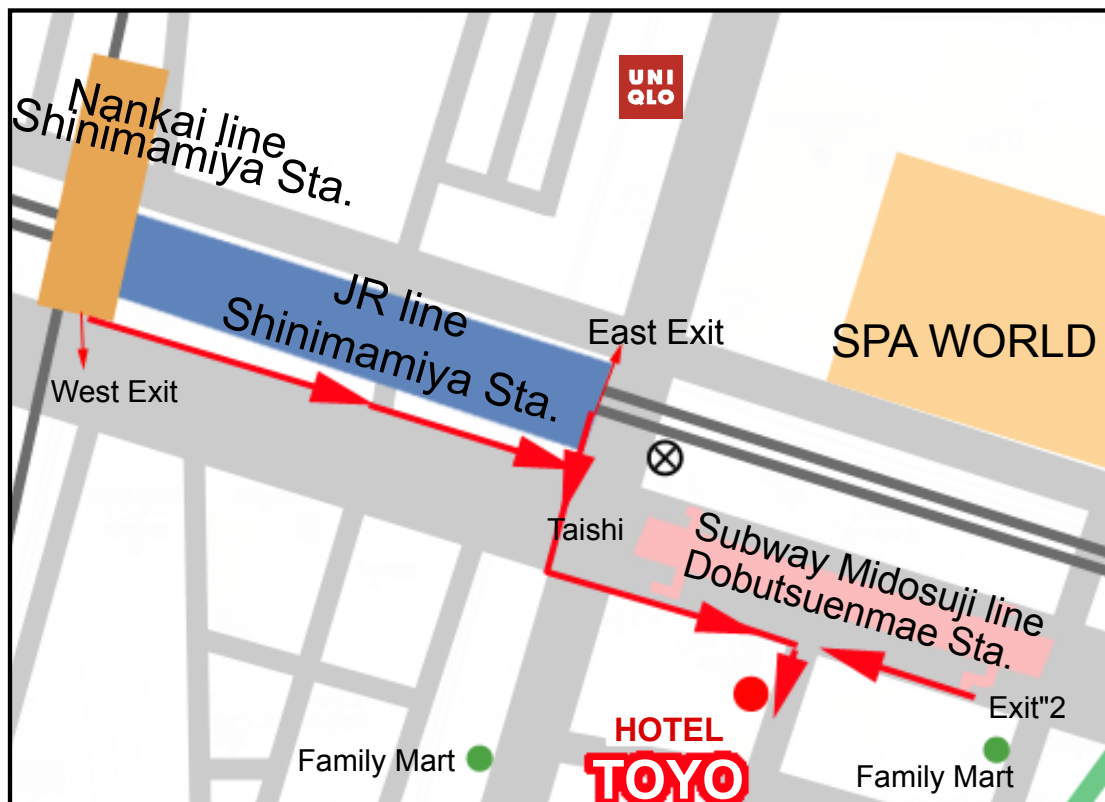 UNI
QLO
Nankai line
Shinimamiya Sta.
JR line
Shinimamiya Sta.
East Exit
SPA WORLD
West Exit
Taishi
Subway Midosuji line
Dobutsuenmae Sta.
Exit"2
HOTEL
TOYO
Family Mart
Family Mart